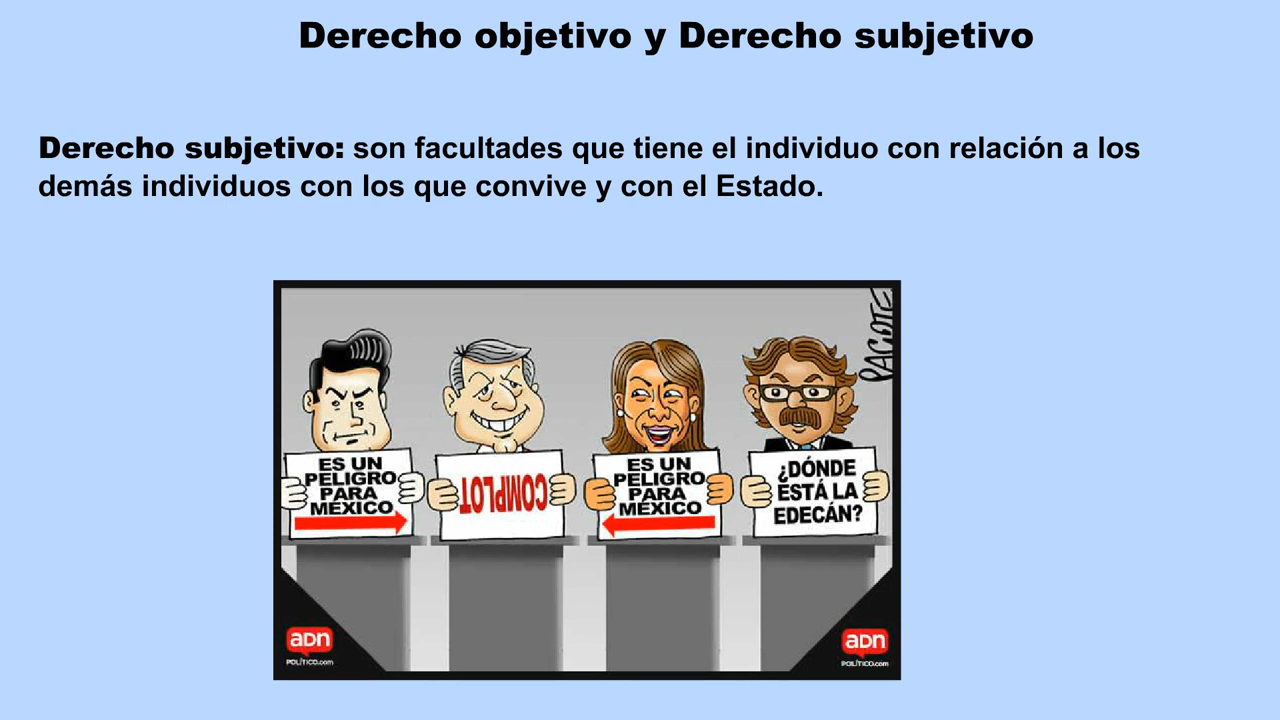 Derecho objetivo y Derecho subjetivo
Derecho subjetivo: son facultades que tiene el individuo con relación a los
demás individuos con los que convive y con el Estado.
PACOTE
ES UN
PELIGRO
PARA
MÉXICO
COMPLOT
ES UN
PELIGRO
PARA
MÉXICO
¿DÓNDE
ESTÁ LA
EDECÁN?
aDn
POLÍTICO.com
aDn
POLÍTICO.com